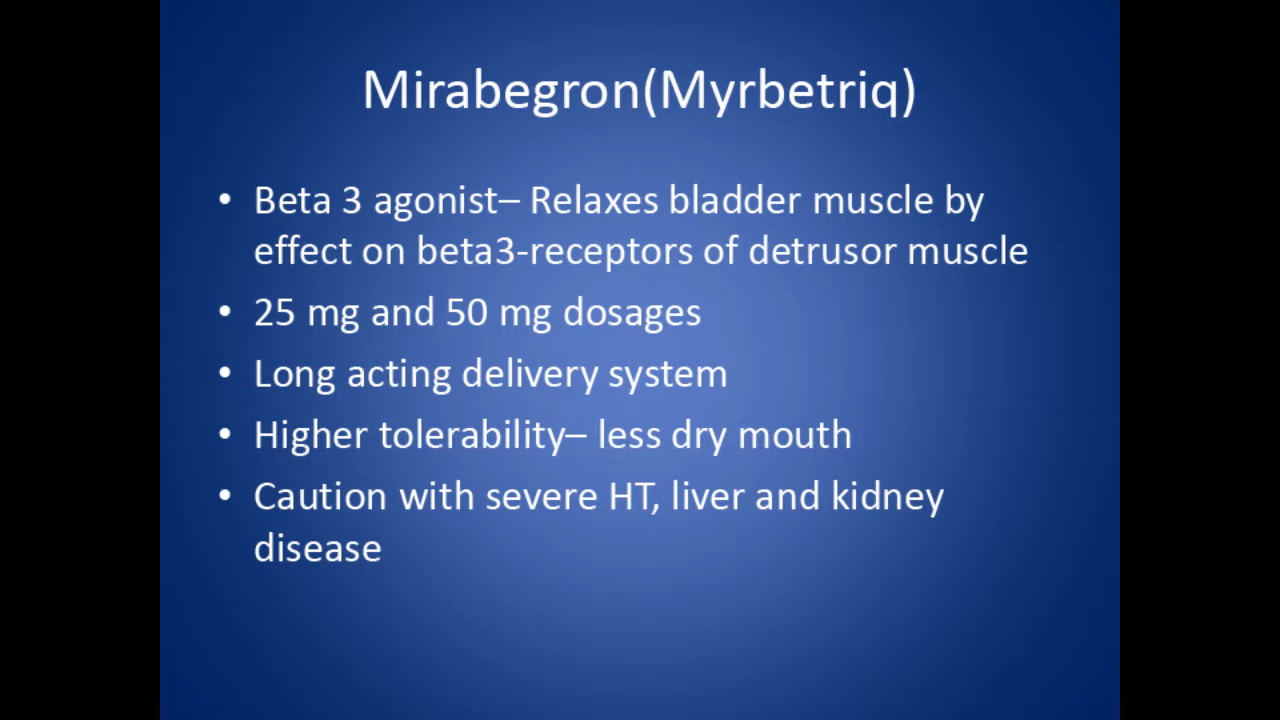 Mirabegron(Myrbetriq)
• Beta 3 agonist– Relaxes bladder muscle by
effect on beta3-receptors of detrusor muscle
• 25 mg and 50 mg dosages
• Long acting delivery system
• Higher tolerability– less dry mouth
• Caution with severe HT, liver and kidney
disease